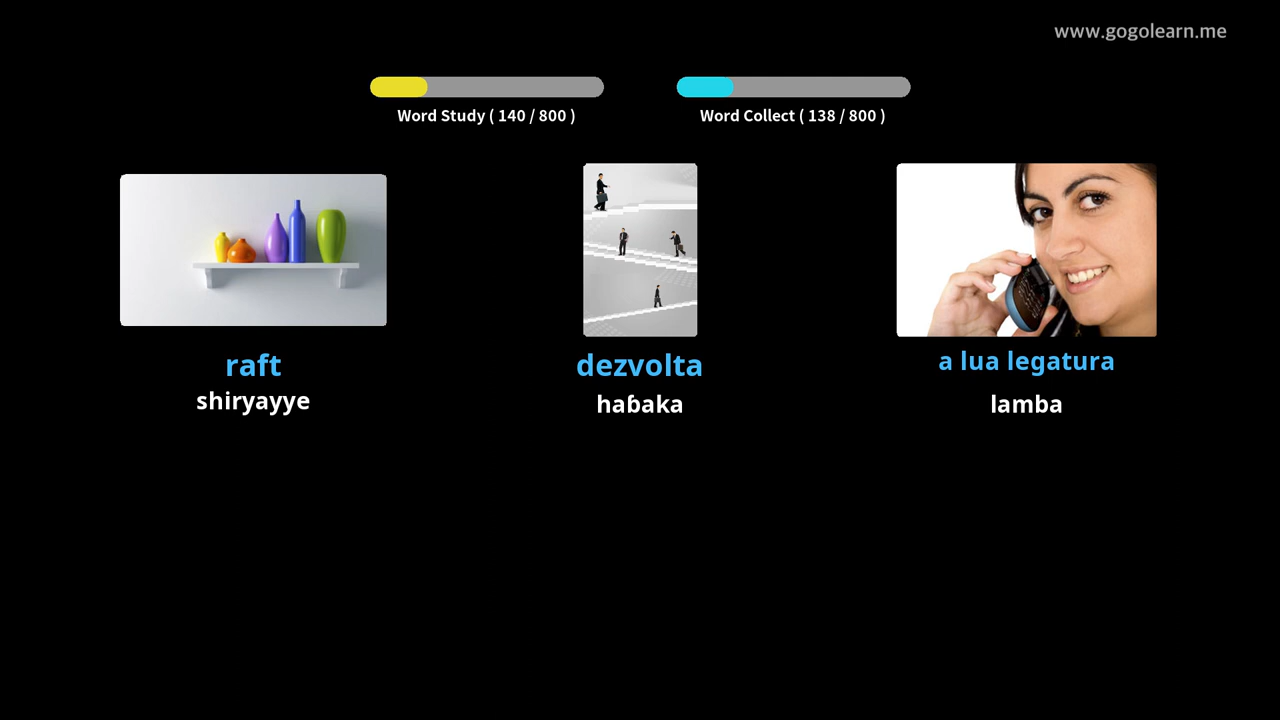 www.gogolearn.me
Word Study ( 140 / 800 )
Word Collect ( 138 / 800 )
raft
shiryayye
dezvolta
haɓaka
a lua legatura
lamba